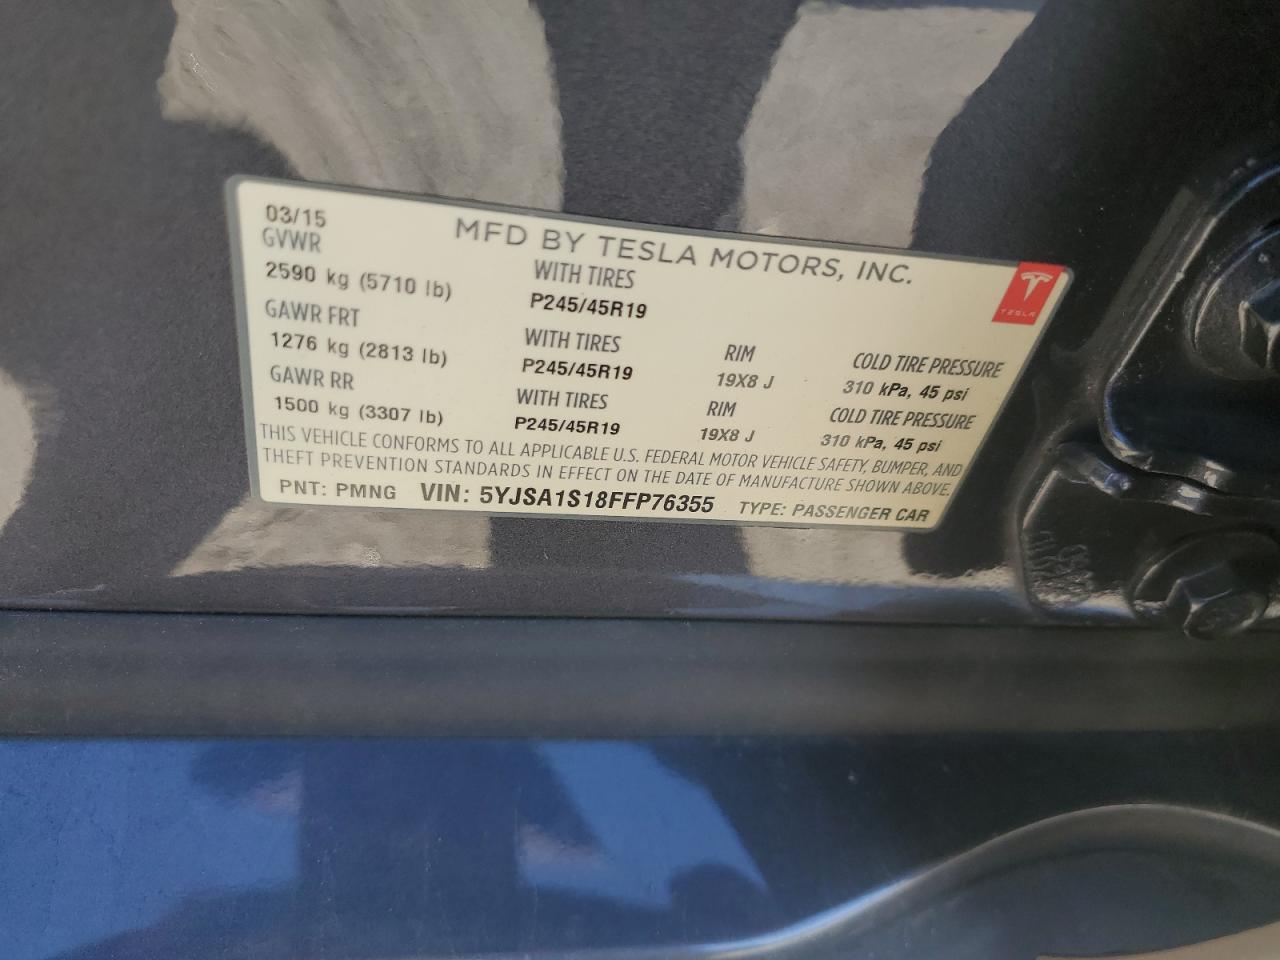 03/15 MFD BY TESLA MOTORS, INC.
GVWR WITH TIRES
2590 kg (5710 lb) P245/45R19
GAWR FRT WITH TIRES RIM COLD TIRE PRESSURE
1276 kg (2813 lb) P245/45R19 19X8 J 310 kPa, 45 psi
GAWR RR WITH TIRES RIM COLD TIRE PRESSURE
1500 kg (3307 lb) P245/45R19 19X8 J 310 kPa, 45 psi
THIS VEHICLE CONFORMS TO ALL APPLICABLE U.S. FEDERAL MOTOR VEHICLE SAFETY, BUMPER, AND
THEFT PREVENTION STANDARDS IN EFFECT ON THE DATE OF MANUFACTURE SHOWN ABOVE.
PNT: PMNG VIN: 5YJSA1S18FFP76355 TYPE: PASSENGER CAR
TESLA